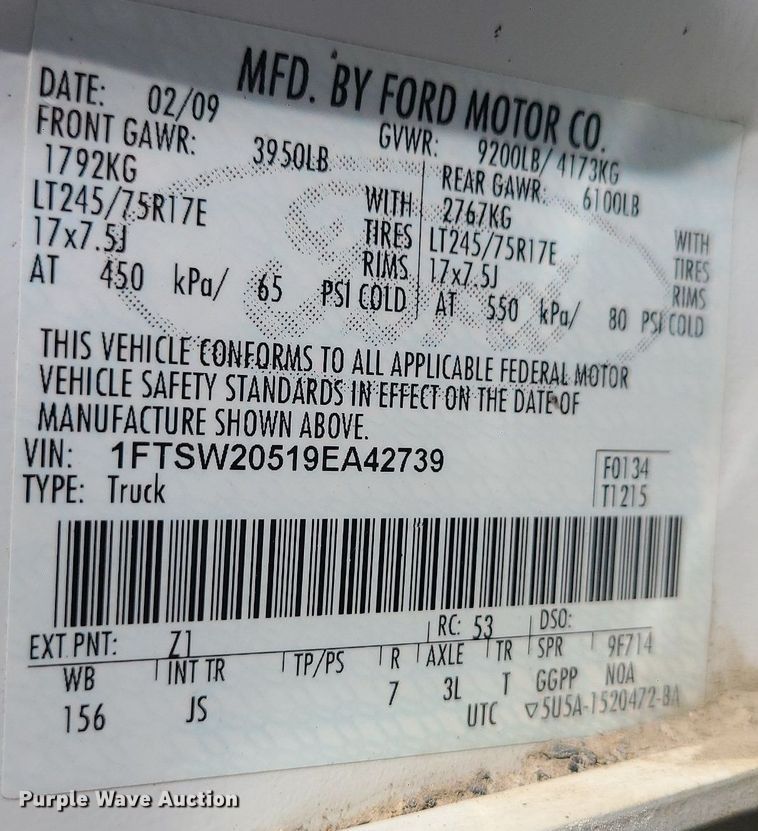 MFD. BY FORD MOTOR CO.
DATE: 02/09 GVWR: 9200LB/ 4173KG
FRONT GAWR: 3950LB REAR GAWR: 6100LB
1792KG WITH 2767KG WITH
LT245/75R17E TIRES LT245/75R17E TIRES
17x7.5J RIMS 17x7.5J RIMS
AT 450 kPa/ 65 PSI COLD AT 550 kPa/ 80 PSI COLD
THIS VEHICLE CONFORMS TO ALL APPLICABLE FEDERAL MOTOR
VEHICLE SAFETY STANDARDS IN EFFECT ON THE DATE OF
MANUFACTURE SHOWN ABOVE.
VIN: 1FTSW20519EA42739 F0134
TYPE: Truck T1215
EXT PNT: Z1 RC: 53 DSO:
WB INT TR TP/PS R AXLE TR SPR 9F714
156 JS 7 3L T GGPP NOA
UTC ▽5U5A-1520472-BA
Purple Wave Auction